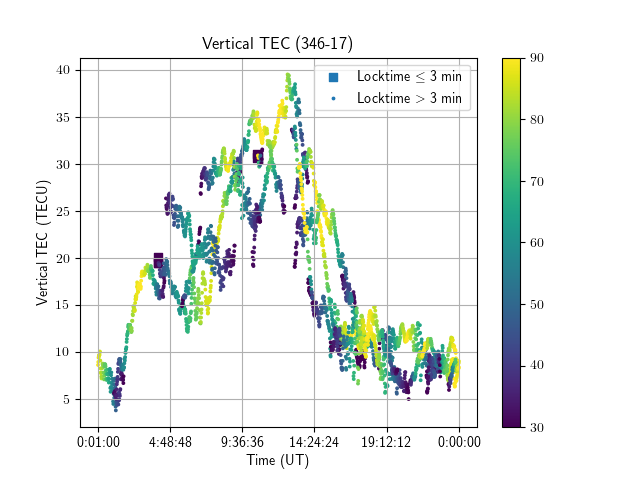 Vertical TEC (346-17)
Locktime ≤ 3 min
Locktime > 3 min
Vertical TEC (TECU)
40
35
30
25
20
15
10
5
0:01:00 4:48:48 9:36:36 14:24:24 19:12:12 0:00:00
Time (UT)
90
80
70
60
50
40
30